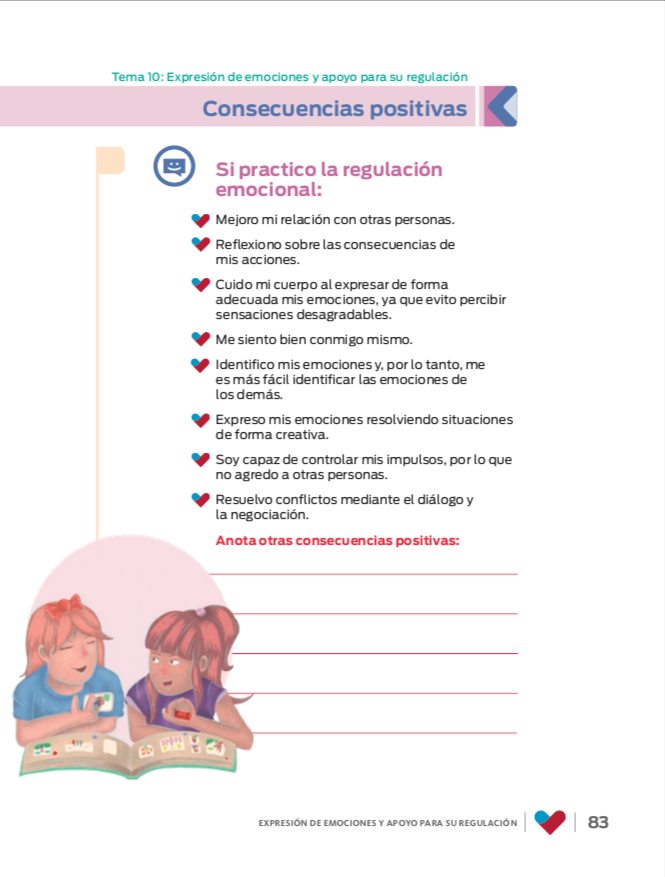 Tema 10: Expresión de emociones y apoyo para su regulación
Consecuencias positivas
Si practico la regulación
emocional:
Mejoro mi relación con otras personas.
Reflexiono sobre las consecuencias de
mis acciones.
Cuido mi cuerpo al expresar de forma
adecuada mis emociones, ya que evito percibir
sensaciones desagradables.
Me siento bien conmigo mismo.
Identifico mis emociones y, por lo tanto, me
es más fácil identificar las emociones de
los demás.
Expreso mis emociones resolviendo situaciones
de forma creativa.
Soy capaz de controlar mis impulsos, por lo que
no agredo a otras personas.
Resuelvo conflictos mediante el diálogo y
la negociación.
Anota otras consecuencias positivas:
EXPRESIÓN DE EMOCIONES Y APOYO PARA SU REGULACIÓN
83